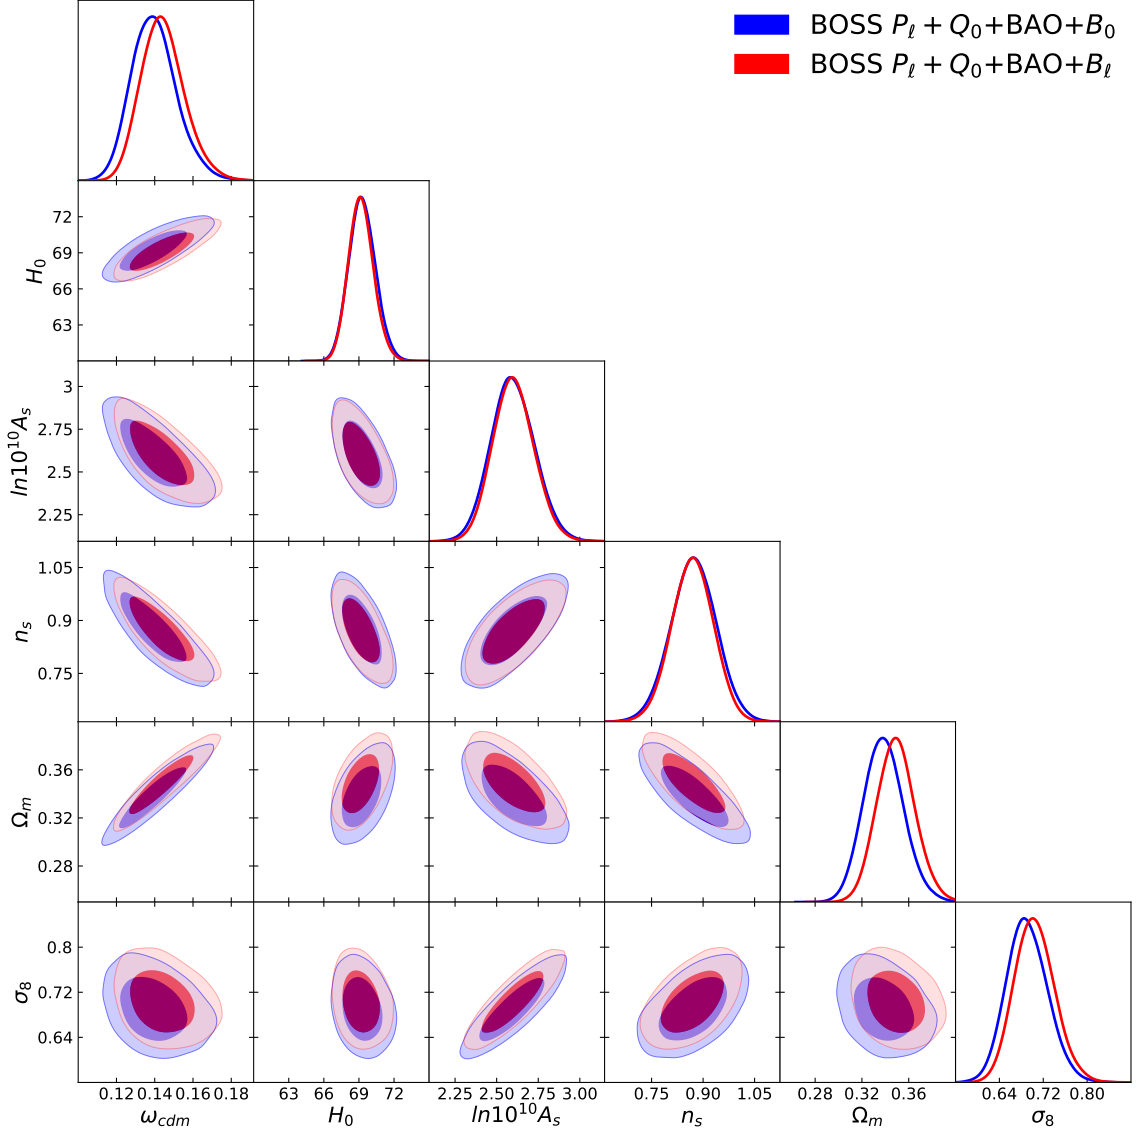 BOSS $P_\ell + Q_0$+BAO+$B_0$
BOSS $P_\ell + Q_0$+BAO+$B_\ell$
72
69
66
63
$H_0$
3
2.75
2.5
2.25
$ln10^{10}A_s$
1.05
0.9
0.75
$n_s$
0.36
0.32
0.28
$\Omega_m$
0.8
0.72
0.64
$\sigma_8$
0.12 0.16 0.18 63 66 69 72 2.25 2.50 2.75 3.00 0.75 0.90 1.05 0.28 0.32 0.36 0.64 0.72 0.80
$\omega_{cdm}$ $H_0$ $ln10^{10}A_s$ $n_s$ $\Omega_m$ $\sigma_8$